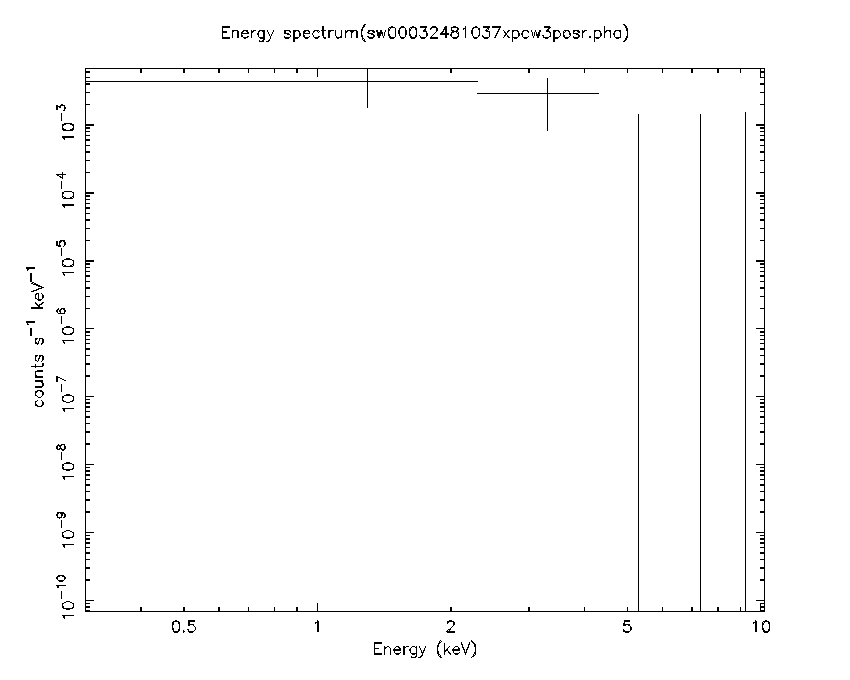 Energy spectrum(sw00032481037xpcw3posr.pha)
counts s⁻¹ keV⁻¹
10⁻³
10⁻⁴
10⁻⁵
10⁻⁶
10⁻⁷
10⁻⁸
10⁻⁹
10⁻¹⁰
0.5 1 2 5 10
Energy (keV)